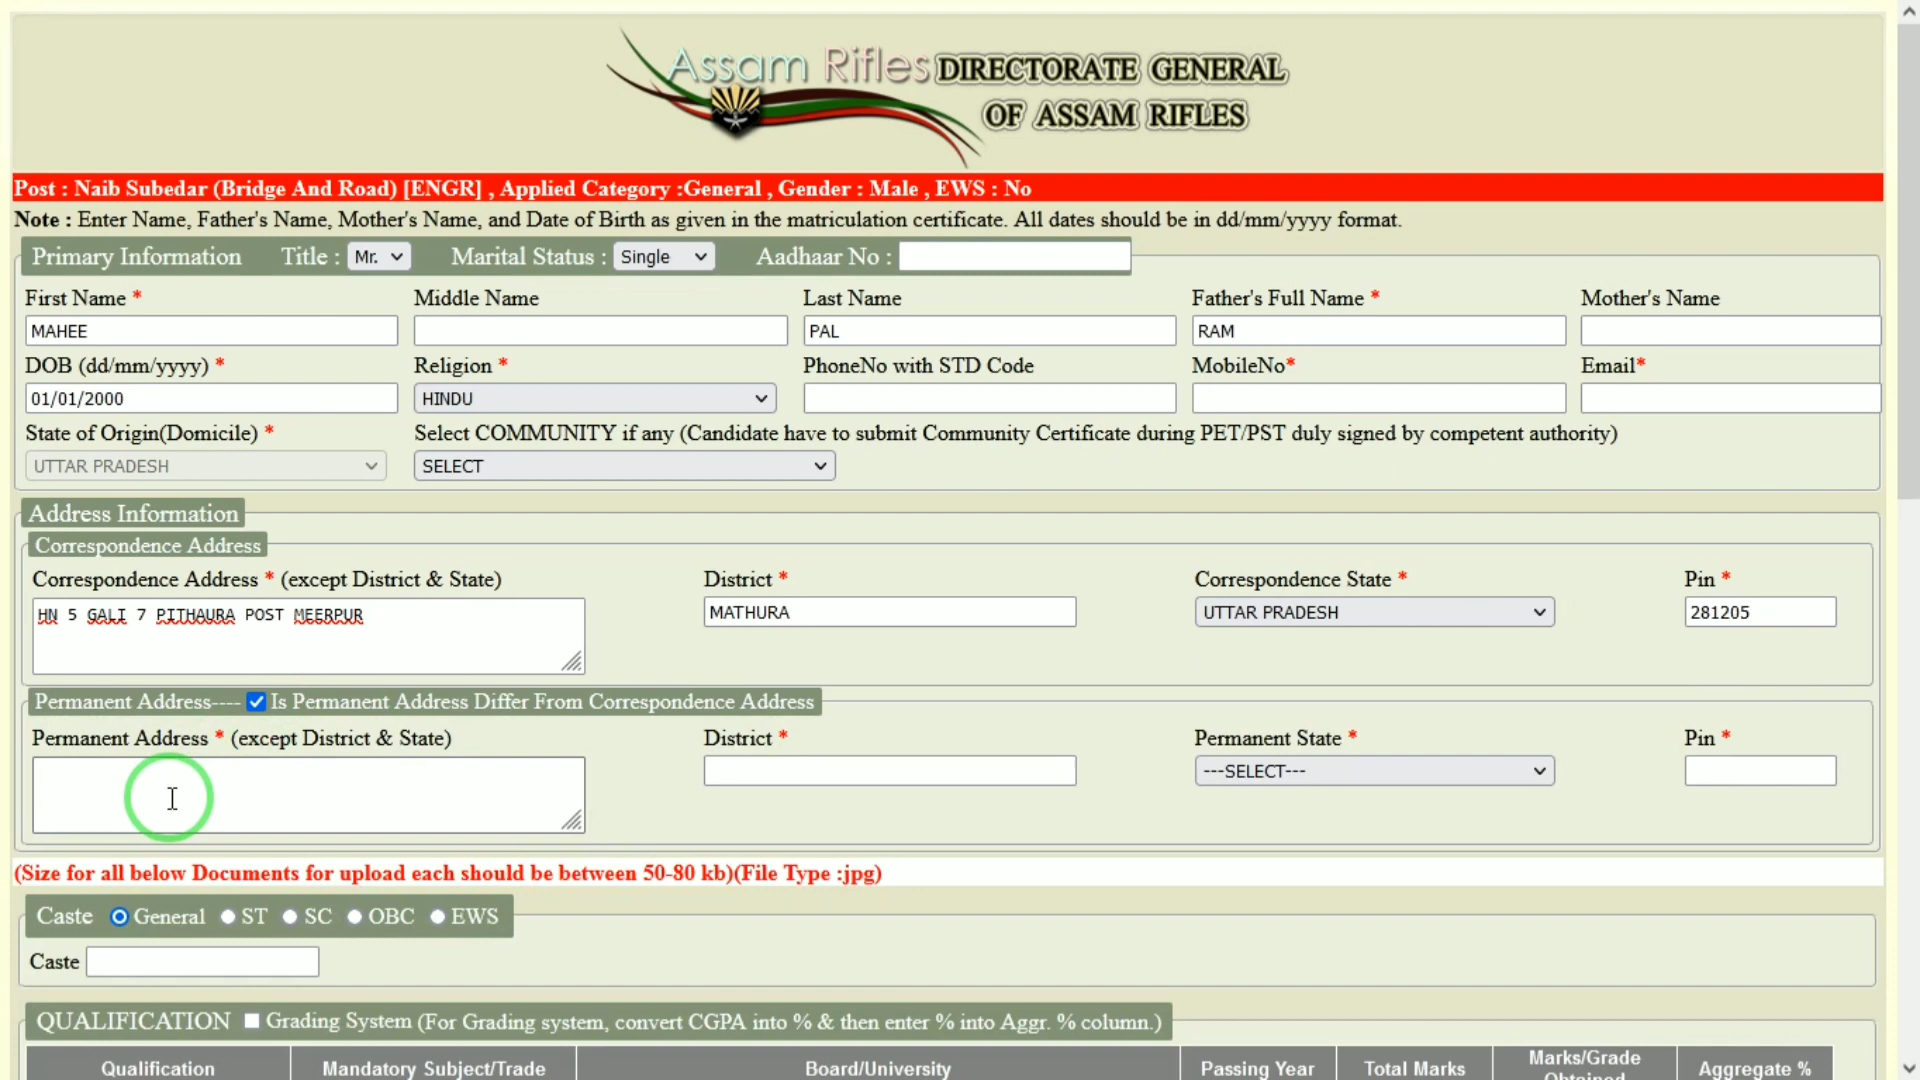 Assam Rifles DIRECTORATE GENERAL
OF ASSAM RIFLES
Post : Naib Subedar (Bridge And Road) [ENGR] , Applied Category :General , Gender : Male , EWS : No
Note : Enter Name, Father's Name, Mother's Name, and Date of Birth as given in the matriculation certificate. All dates should be in dd/mm/yyyy format.
Primary Information Title : Mr. Marital Status : Single Aadhaar No :
First Name * Middle Name Last Name Father's Full Name * Mother's Name
MAHEE PAL RAM
DOB (dd/mm/yyyy) * Religion * PhoneNo with STD Code MobileNo* Email*
01/01/2000 HINDU
State of Origin(Domicile) * Select COMMUNITY if any (Candidate have to submit Community Certificate during PET/PST duly signed by competent authority)
UTTAR PRADESH SELECT
Address Information
Correspondence Address
Correspondence Address * (except District & State) District * Correspondence State * Pin *
HN 5 GALI 7 PITHAURA POST MEERPUR MATHURA UTTAR PRADESH 281205
Permanent Address---- Is Permanent Address Differ From Correspondence Address
Permanent Address * (except District & State) District * Permanent State * Pin *
---SELECT---
(Size for all below Documents for upload each should be between 50-80 kb)(File Type :jpg)
Caste General ST SC OBC EWS
Caste
QUALIFICATION Grading System (For Grading system, convert CGPA into % & then enter % into Aggr. % column.)
Qualification Mandatory Subject/Trade Board/University Passing Year Total Marks Marks/Grade Obtained Aggregate %